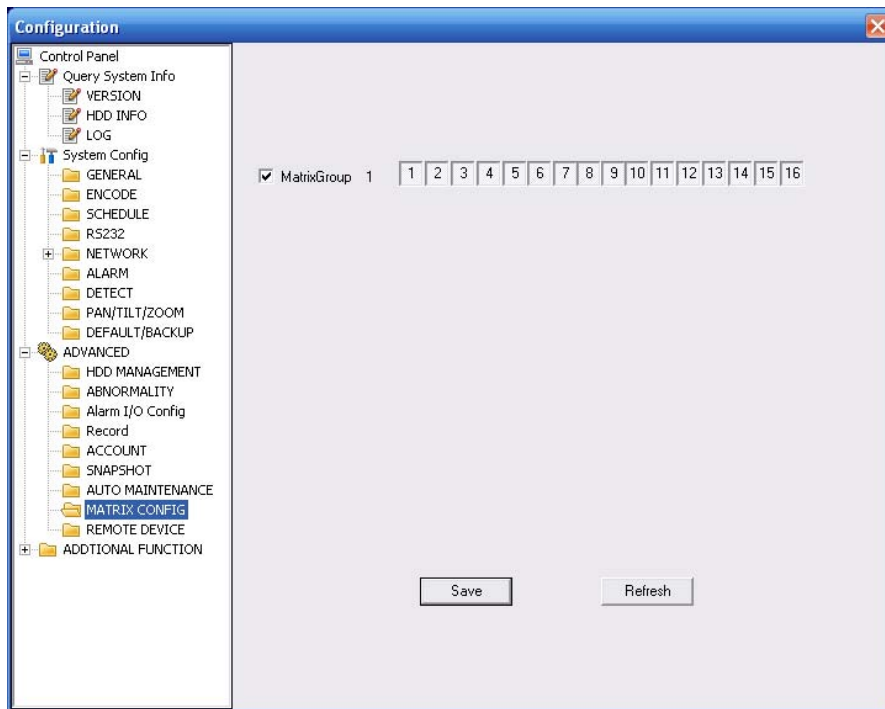 Configuration
Control Panel
Query System Info
VERSION
HDD INFO
LOG
System Config
GENERAL
ENCODE
SCHEDULE
RS232
NETWORK
ALARM
DETECT
PAN/TILT/ZOOM
DEFAULT/BACKUP
ADVANCED
HDD MANAGEMENT
ABNORMALITY
Alarm I/O Config
Record
ACCOUNT
SNAPSHOT
AUTO MAINTENANCE
MATRIX CONFIG
REMOTE DEVICE
ADDTIONAL FUNCTION
MatrixGroup 1 1 2 3 4 5 6 7 8 9 10 11 12 13 14 15 16
Save Refresh